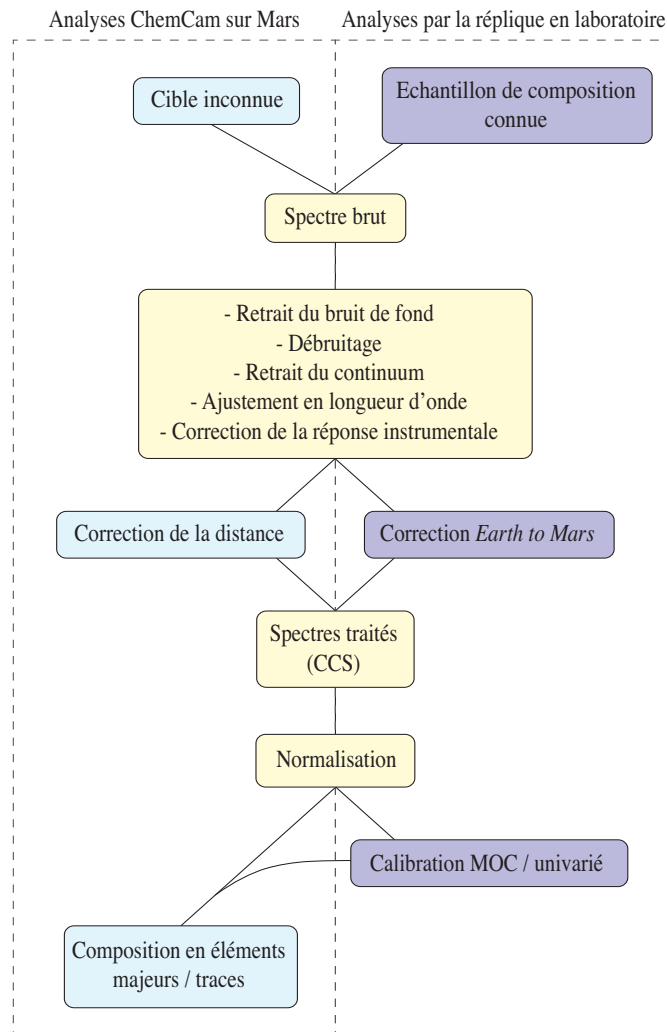 Analyses ChemCam sur Mars
Analyses par la réplique en laboratoire
Cible inconnue
Echantillon de composition
connue
Spectre brut
- Retrait du bruit de fond
- Débruitage
- Retrait du continuum
- Ajustement en longueur d'onde
- Correction de la réponse instrumentale
Correction de la distance
Correction Earth to Mars
Spectres traités
(CCS)
Normalisation
Calibration MOC / univarié
Composition en éléments
majeurs / traces